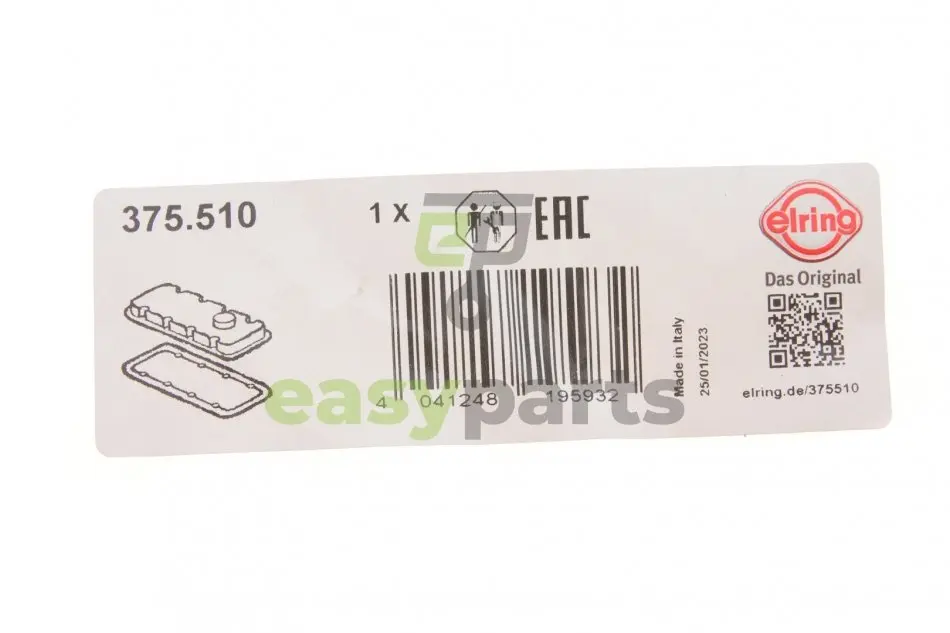 375.510
1 X
EAC
elring
Das Original
4 041248 195932
Made in Italy
25/01/2023
elring.de/375510
ep
easyparts